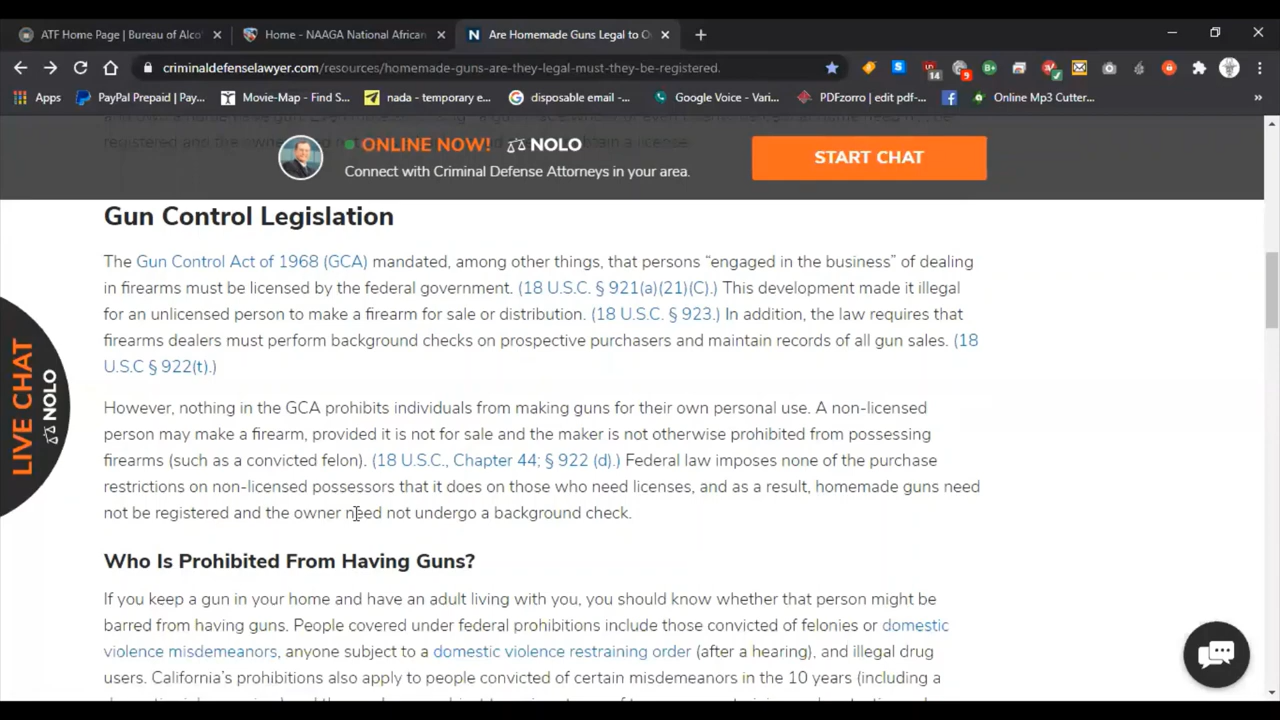 ATF Home Page | Bureau of Alco
Home - NAAGA National African
Are Homemade Guns Legal to O
criminaldefenselawyer.com/resources/homemade-guns-are-they-legal-must-they-be-registered.
14
9
Apps
PayPal Prepaid | Pay...
Movie-Map - Find S...
nada - temporary e...
disposable email -...
Google Voice - Vari...
PDFzorro | edit pdf-...
Online Mp3 Cutter...
ONLINE NOW! NOLO
Connect with Criminal Defense Attorneys in your area.
START CHAT
Gun Control Legislation
The Gun Control Act of 1968 (GCA) mandated, among other things, that persons “engaged in the business” of dealing
in firearms must be licensed by the federal government. (18 U.S.C. § 921(a)(21)(C).) This development made it illegal
for an unlicensed person to make a firearm for sale or distribution. (18 U.S.C. § 923.) In addition, the law requires that
firearms dealers must perform background checks on prospective purchasers and maintain records of all gun sales. (18
U.S.C § 922(t).)
However, nothing in the GCA prohibits individuals from making guns for their own personal use. A non-licensed
person may make a firearm, provided it is not for sale and the maker is not otherwise prohibited from possessing
firearms (such as a convicted felon). (18 U.S.C., Chapter 44; § 922 (d).) Federal law imposes none of the purchase
restrictions on non-licensed possessors that it does on those who need licenses, and as a result, homemade guns need
not be registered and the owner need not undergo a background check.
Who Is Prohibited From Having Guns?
If you keep a gun in your home and have an adult living with you, you should know whether that person might be
barred from having guns. People covered under federal prohibitions include those convicted of felonies or domestic
violence misdemeanors, anyone subject to a domestic violence restraining order (after a hearing), and illegal drug
users. California's prohibitions also apply to people convicted of certain misdemeanors in the 10 years (including a
LIVE CHAT
NOLO